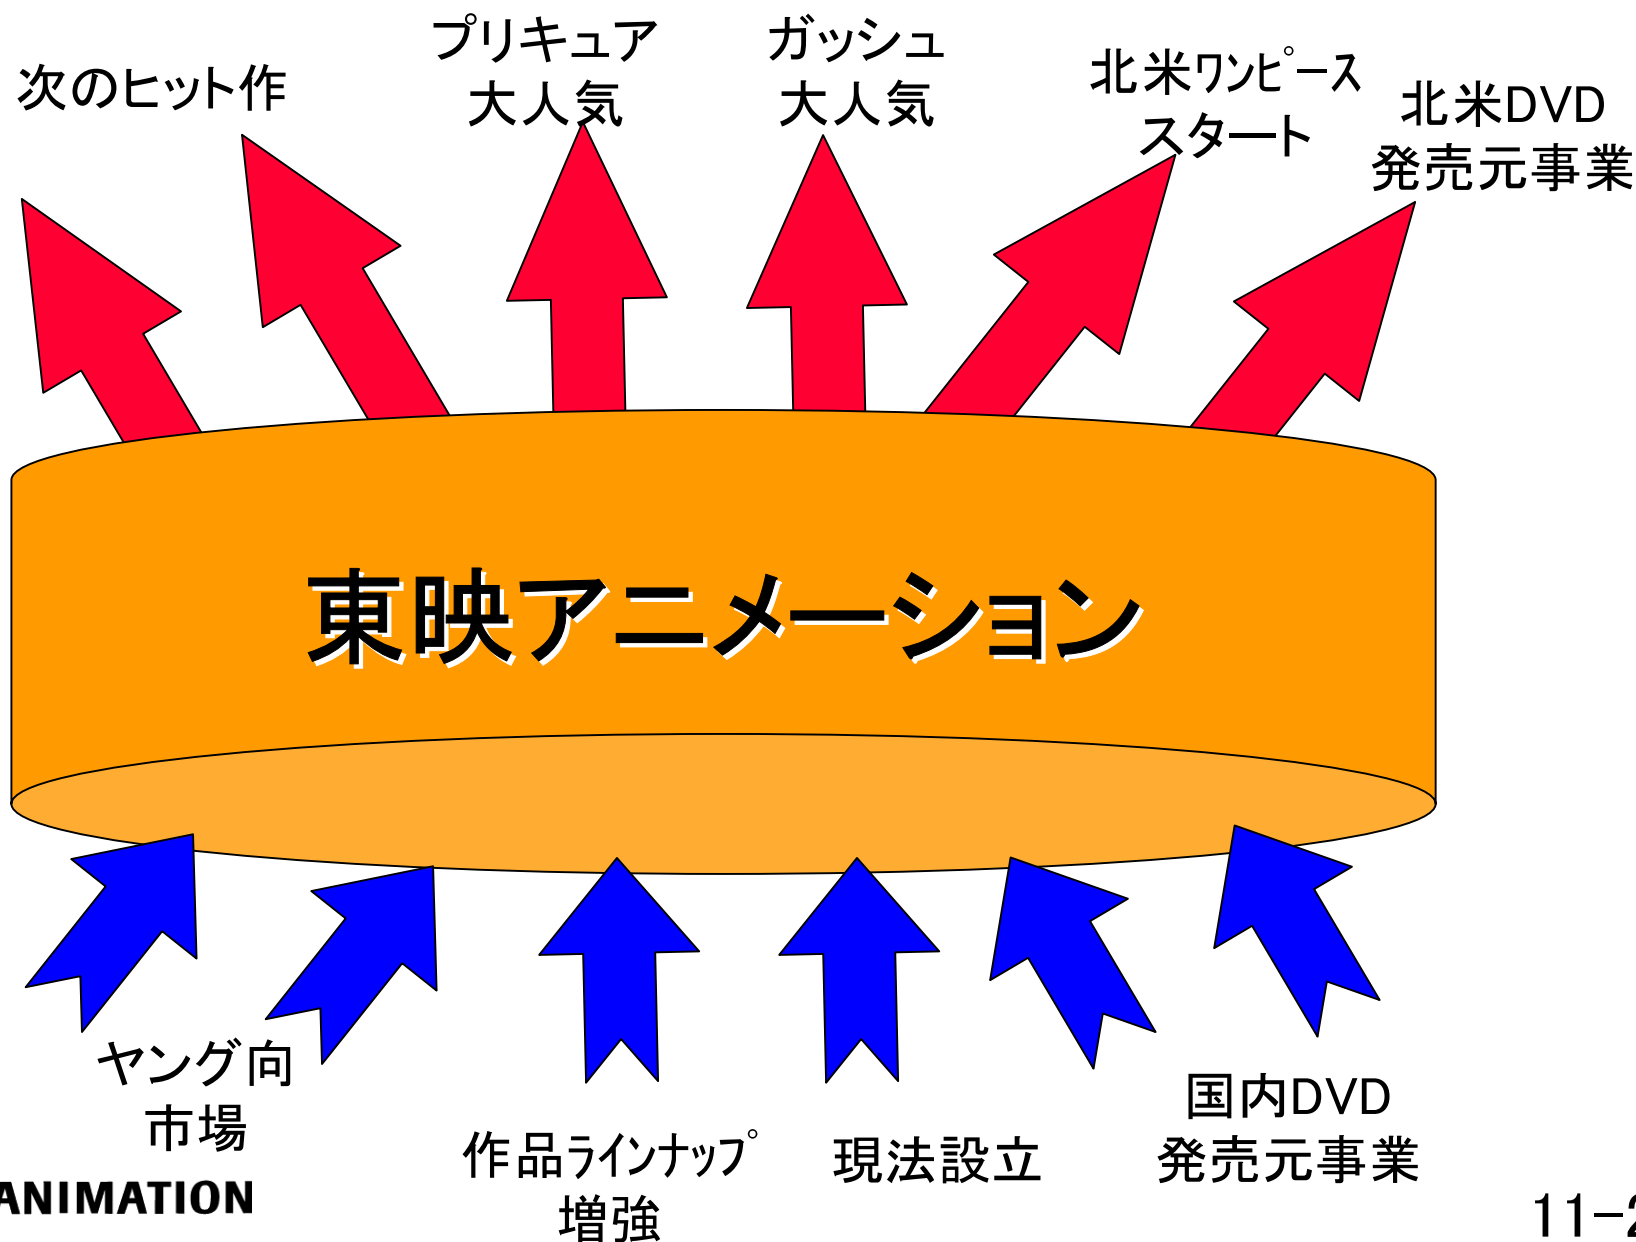 プリキュア
大人気
ガッシュ
大人気
次のヒット作
北米ワンピース
スタート
北米DVD
発売元事業
東映アニメーション
ヤング向
市場
作品ラインナップ
増強
現法設立
国内DVD
発売元事業
ANIMATION
11-2